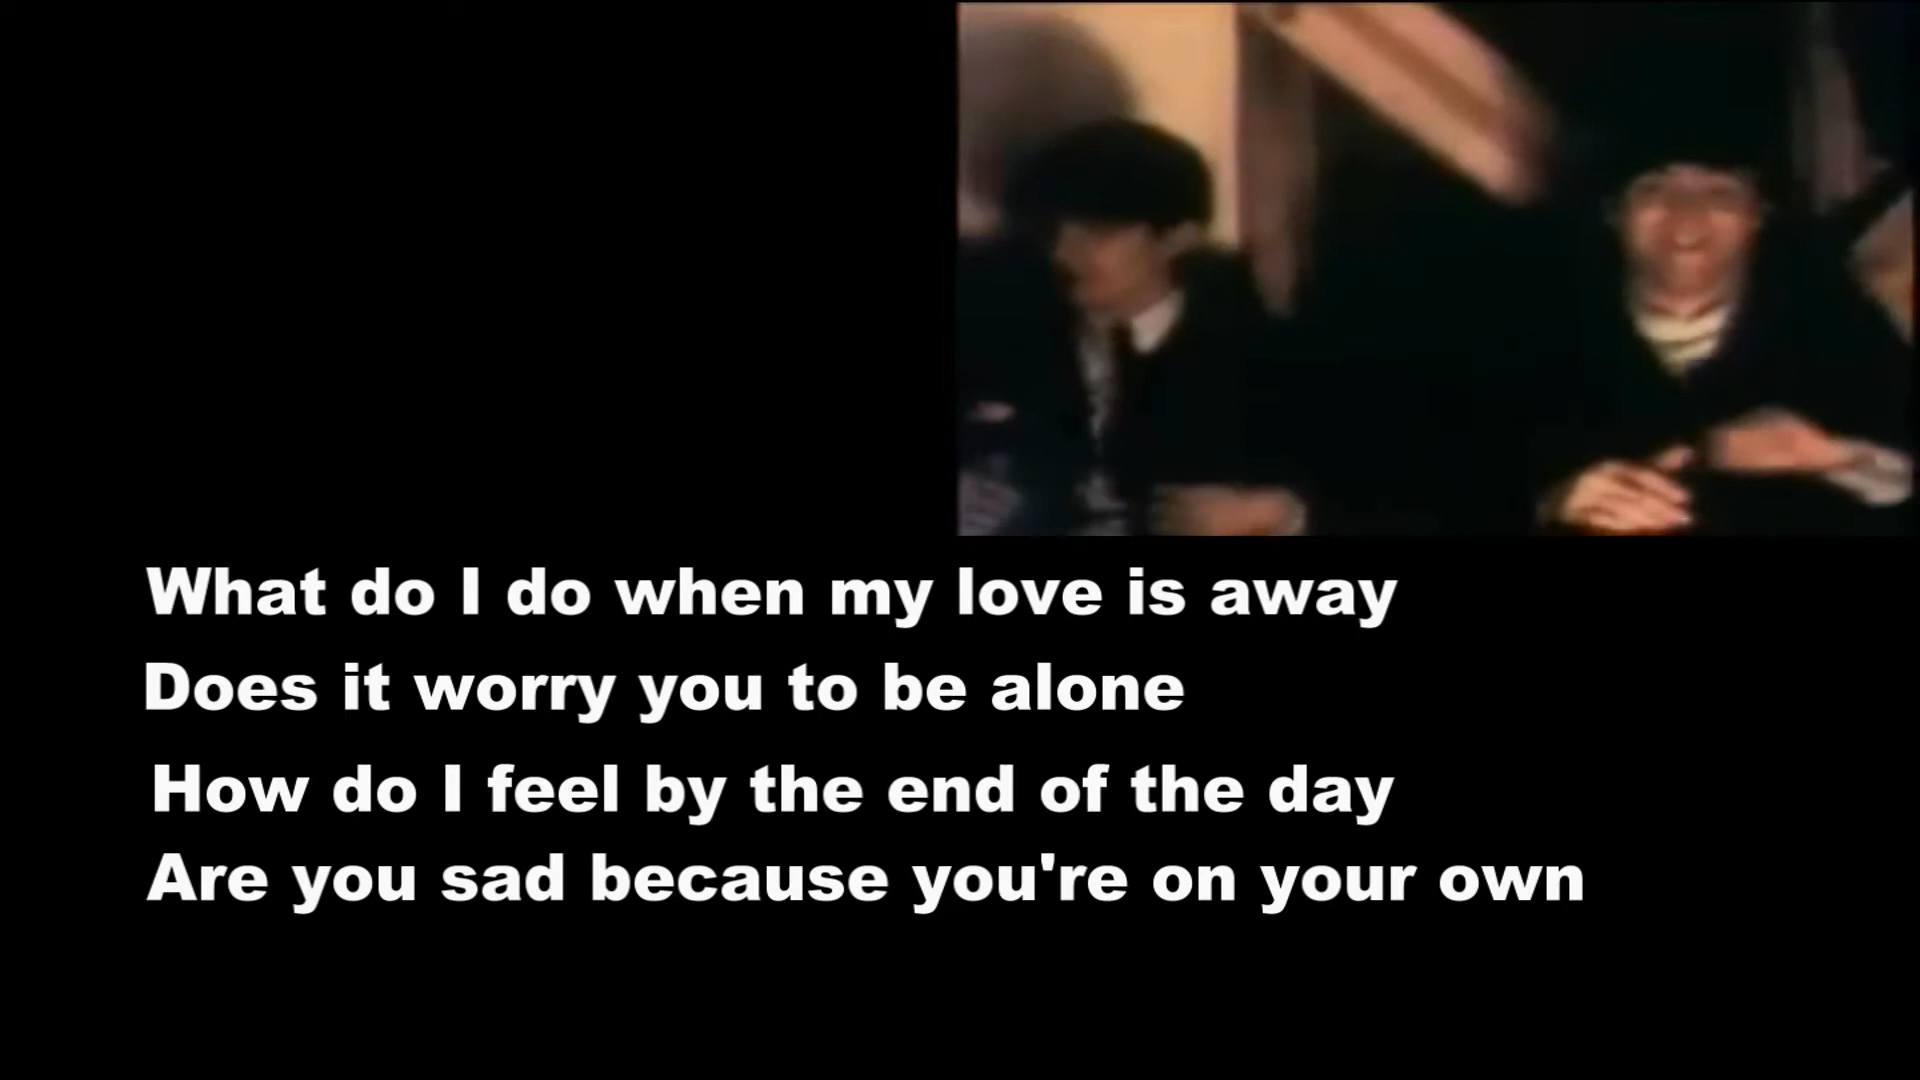 What do I do when my love is away
Does it worry you to be alone
How do I feel by the end of the day
Are you sad because you're on your own